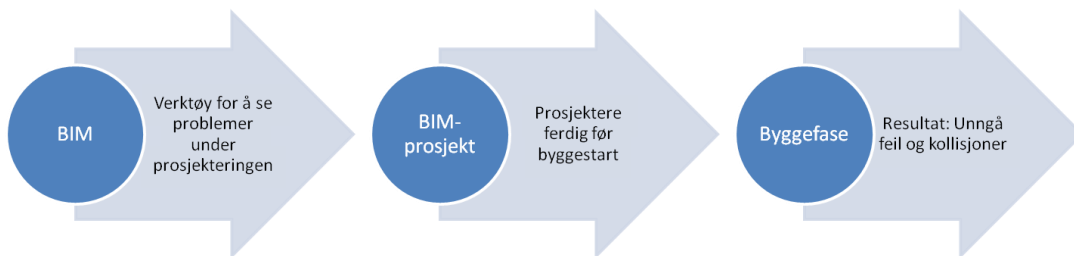 BIM
Verktøy for å se
problemer
under
prosjekteringen
BIM-
prosjekt
Prosjektere
ferdig før
byggestart
Byggefase
Resultat: Unngå
feil og kollisjoner